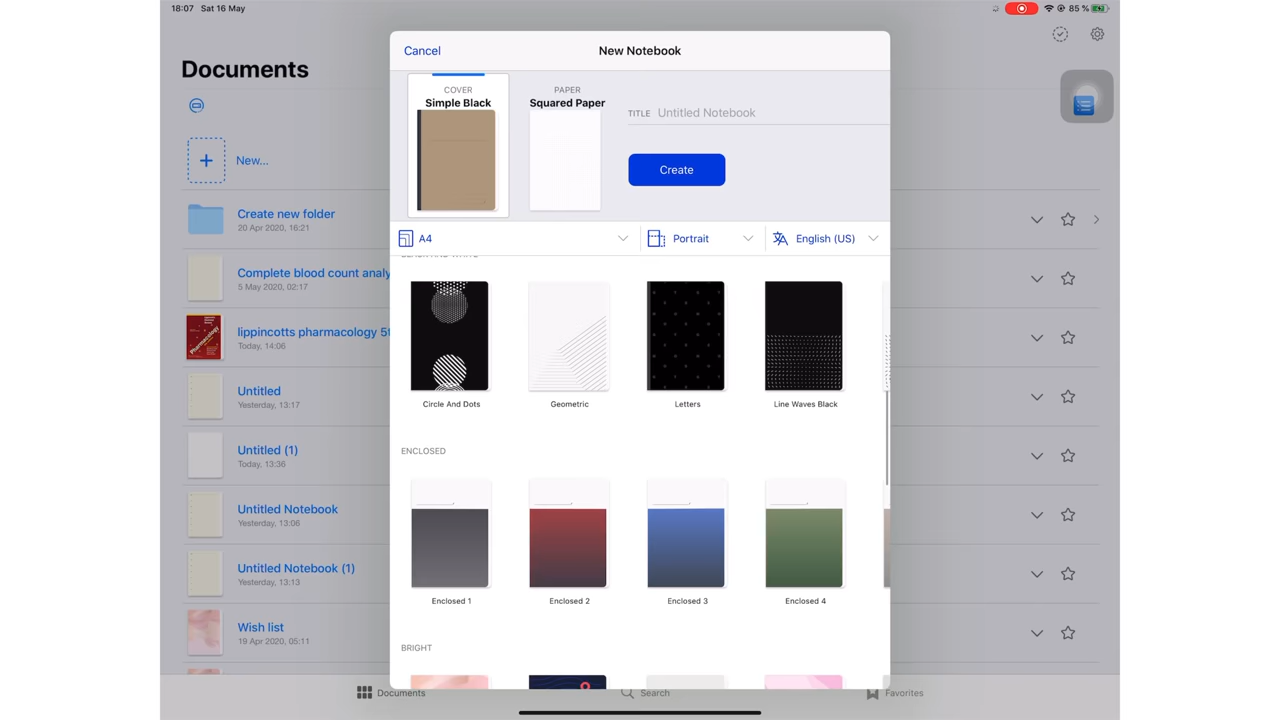 18:07 Sat 16 May
85 %
Cancel
New Notebook
Documents
COVER
Simple Black
PAPER
Squared Paper
TITLE Untitled Notebook
Create
New...
A4
Portrait
English (US)
Create new folder
20 Apr 2020, 16:21
Complete blood count analy
5 May 2020, 02:17
lippincotts pharmacology 5t
Today, 14:06
Untitled
Yesterday, 13:17
Untitled (1)
Today, 13:36
Untitled Notebook
Yesterday, 13:06
Untitled Notebook (1)
Yesterday, 13:13
Wish list
19 Apr 2020, 05:11
BLACK AND WHITE
Circle And Dots
Geometric
Letters
Line Waves Black
ENCLOSED
Enclosed 1
Enclosed 2
Enclosed 3
Enclosed 4
BRIGHT
Documents
Search
Favorites